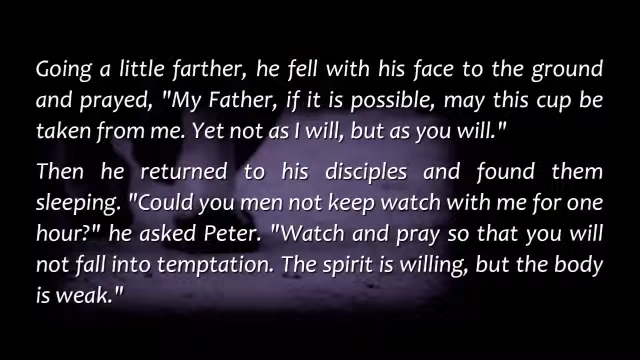 Going a little farther, he fell with his face to the ground
and prayed, "My Father, if it is possible, may this cup be
taken from me. Yet not as I will, but as you will."
Then he returned to his disciples and found them
sleeping. "Could you men not keep watch with me for one
hour?" he asked Peter. "Watch and pray so that you will
not fall into temptation. The spirit is willing, but the body
is weak."